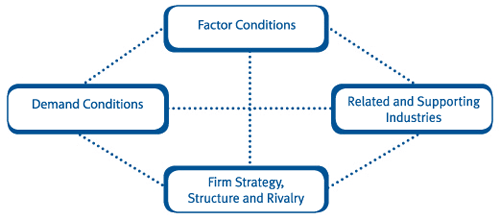 Factor Conditions
Demand Conditions
Related and Supporting
Industries
Firm Strategy,
Structure and Rivalry